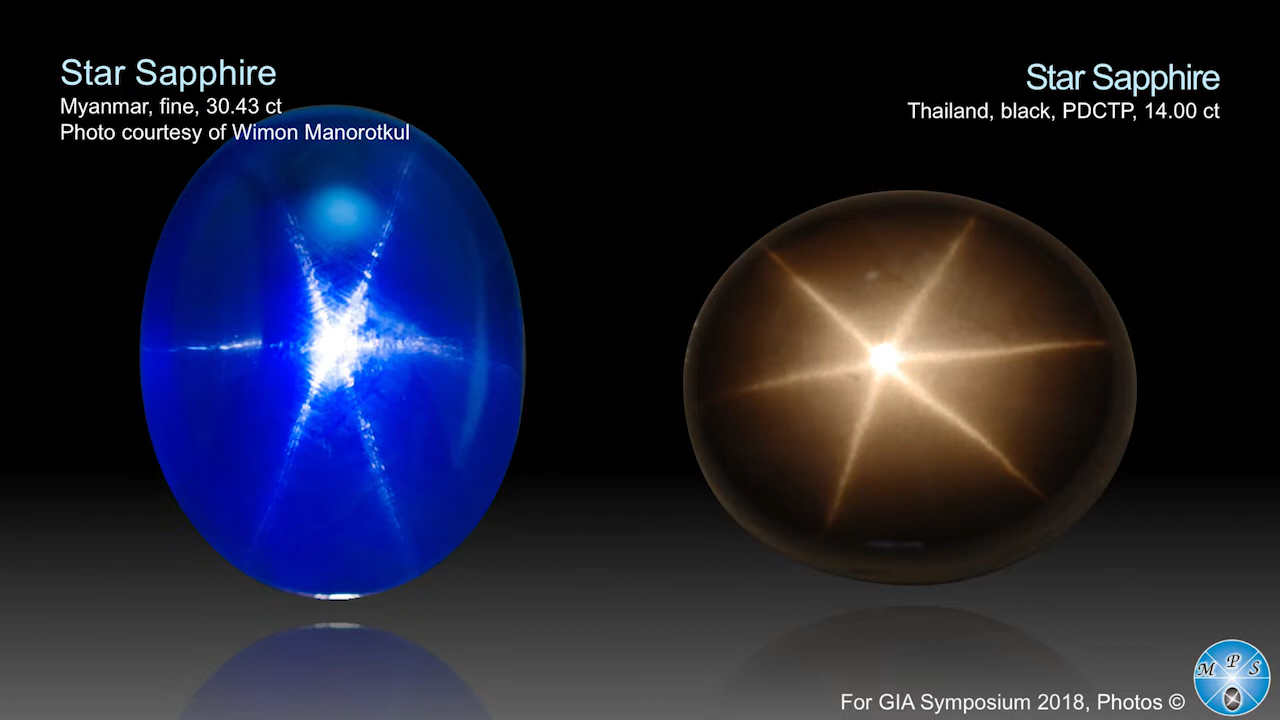 Star Sapphire
Myanmar, fine, 30.43 ct
Photo courtesy of Wimon Manorotkul
Star Sapphire
Thailand, black, PDCTP, 14.00 ct
For GIA Symposium 2018, Photos ©
M P S